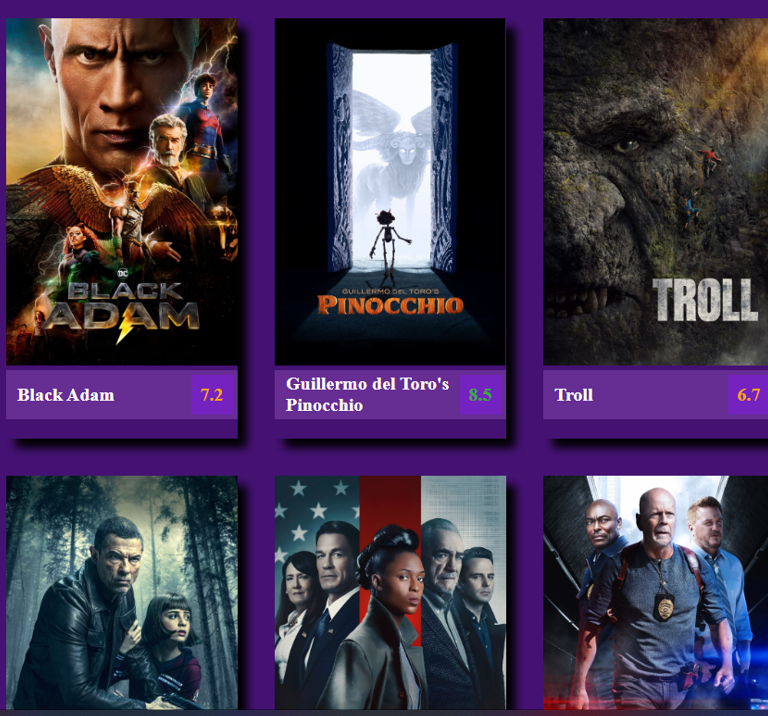 DC
BLACK
ADAM
GUILLERMO DEL TORO'S
PINOCCHIO
TROLL
Black Adam
7.2
Guillermo del Toro's
Pinocchio
8.5
Troll
6.7